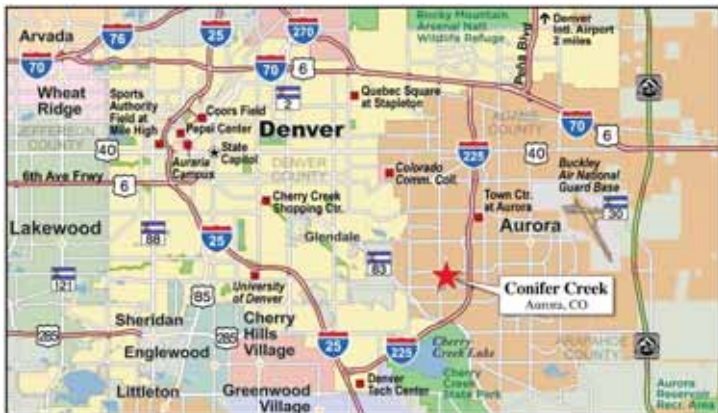 Arvada
76
25
270
Rocky Mountain
Arsenal Natl
Wildlife Refuge
Peña Blvd
Denver
Intl. Airport
2 miles
70
70
6
Wheat
Ridge
Sports
Authority
Field at
Mile High
Coors Field
Pepsi Center
State
Capitol
Auraria
Campus
2
Denver
Quebec Square
at Stapleton
ADAMS
COUNTY
70
6
JEFFERSON
COUNTY
40
DENVER
COUNTY
225
40
Buckley
Air National
Guard Base
6th Ave Frwy
6
Colorado
Comm. Coll.
Cherry Creek
Shopping Ctr.
Town Ctr.
at Aurora
Aurora
30
Lakewood
88
25
Glendale
83
121
University
of Denver
Conifer Creek
Aurora, CO
85
Sheridan
285
285
Cherry
Hills
Village
Englewood
25
225
Cherry
Creek Lake
ARAPAHOE
COUNTY
Littleton
Greenwood
Village
Denver
Tech Center
Cherry
Creek
State Park
Aurora
Reservoir
Recr. Area